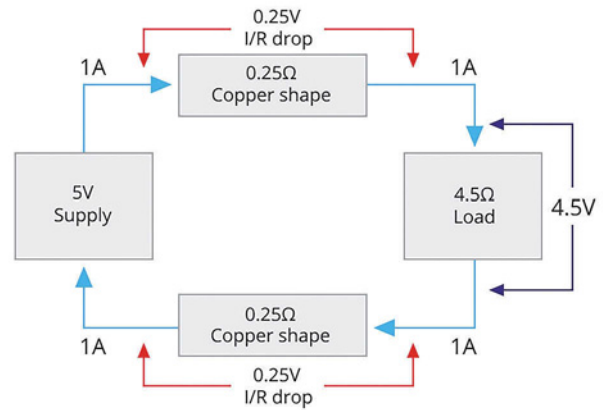 0.25V
I/R drop
1A
0.25Ω
Copper shape
1A
5V
Supply
4.5Ω
Load
4.5V
0.25Ω
Copper shape
1A
1A
0.25V
I/R drop